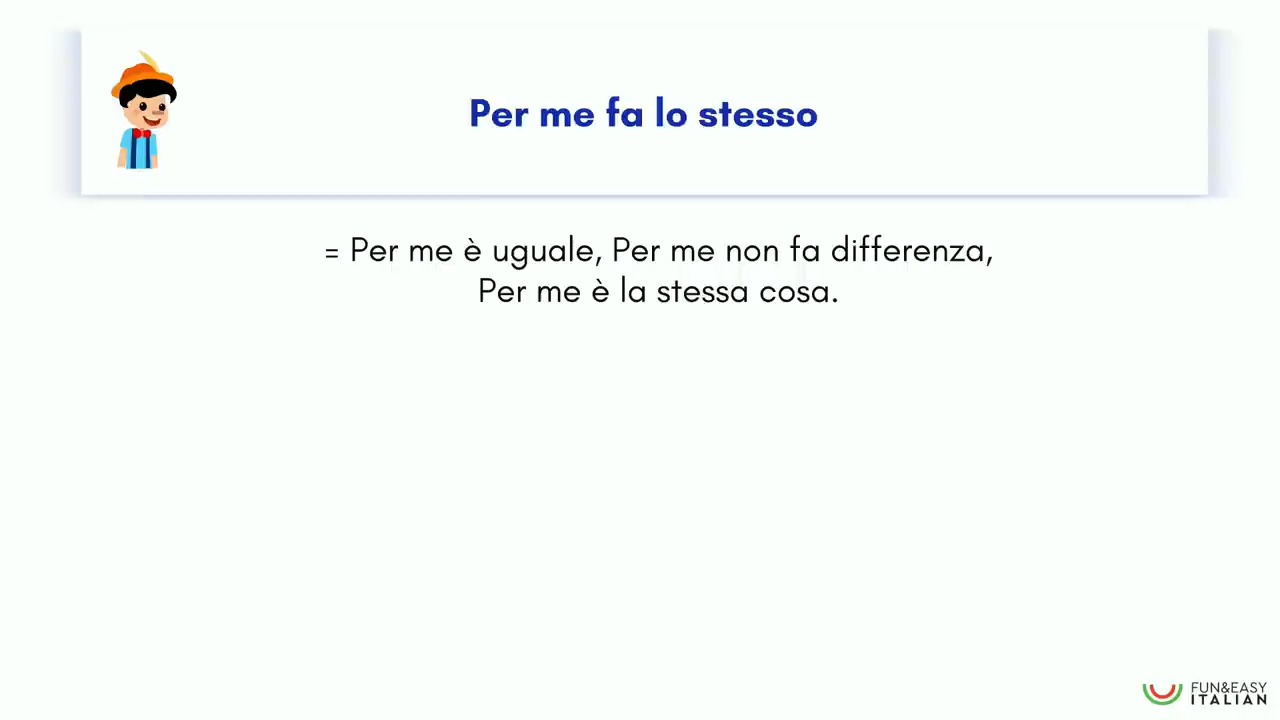 Per me fa lo stesso
= Per me è uguale, Per me non fa differenza,
Per me è la stessa cosa.
FUN&EASY
ITALIAN